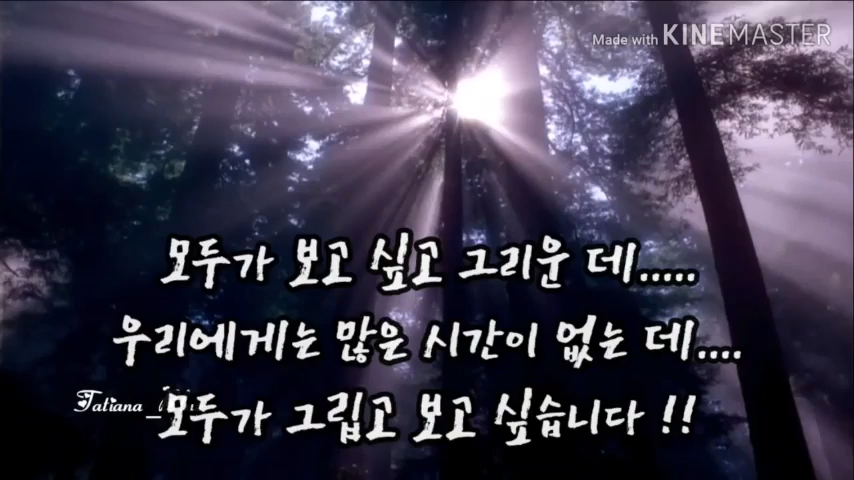 Made with KINEMASTER
모두가 보고 싶고 그리운 데.....
우리에게는 많은 시간이 없는 데....
Tatiana_
모두가 그립고 보고 싶습니다 !!